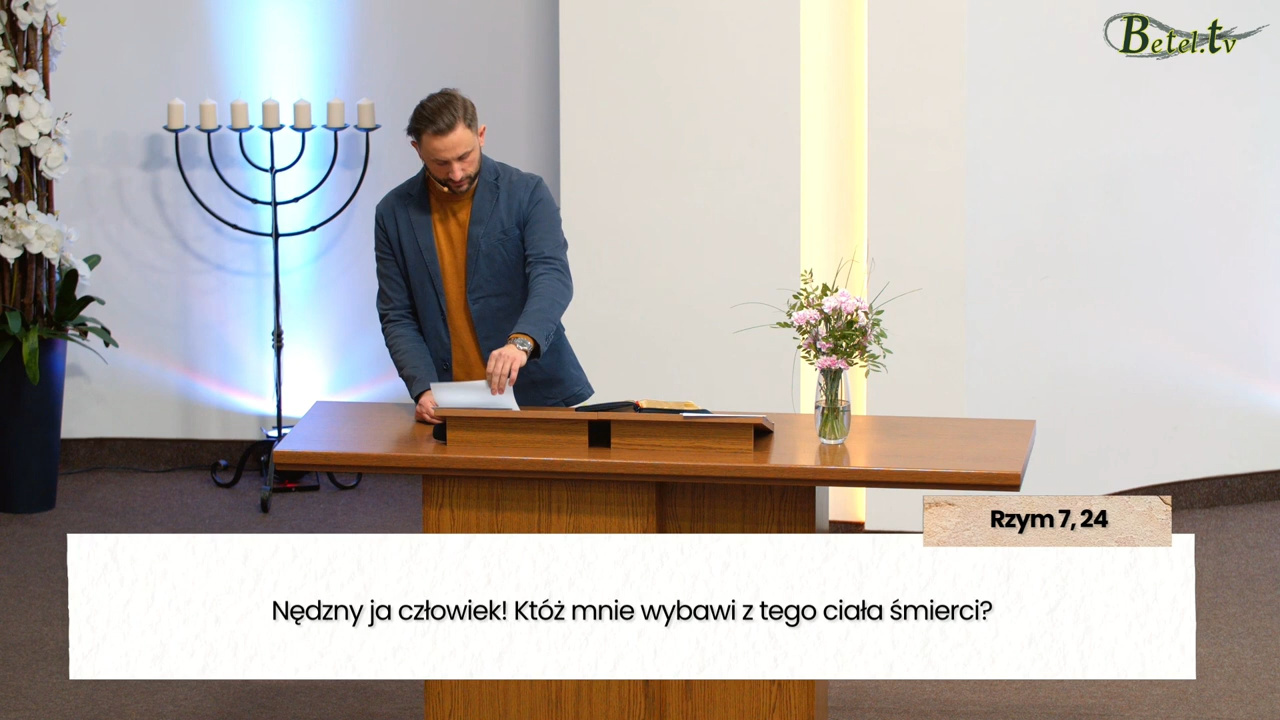 Betel.tv
Rzym 7, 24
Nędzny ja człowiek! Któż mnie wybawi z tego ciała śmierci?